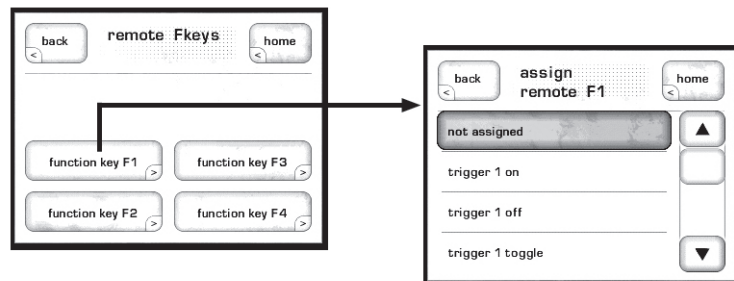 back
remote Fkeys
home
function key F1
function key F3
function key F2
function key F4
back
assign
remote F1
home
not assigned
trigger 1 on
trigger 1 off
trigger 1 toggle